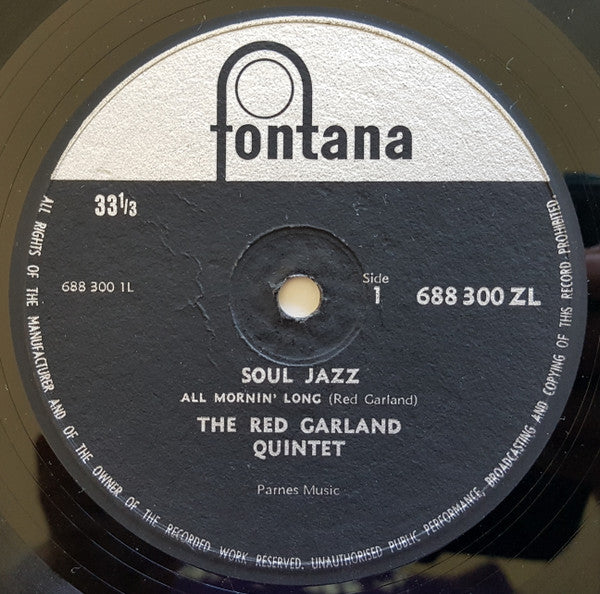 fontana
33 1/3
688 300 1L
Side
1
688 300 ZL
SOUL JAZZ
ALL MORNIN' LONG (Red Garland)
THE RED GARLAND
QUINTET
Parnes Music
ALL RIGHTS OF THE MANUFACTURER AND OF THE OWNER OF THE RECORDED WORK RESERVED. UNAUTHORISED PUBLIC PERFORMANCE, BROADCASTING AND COPYING OF THIS RECORD PROHIBITED.